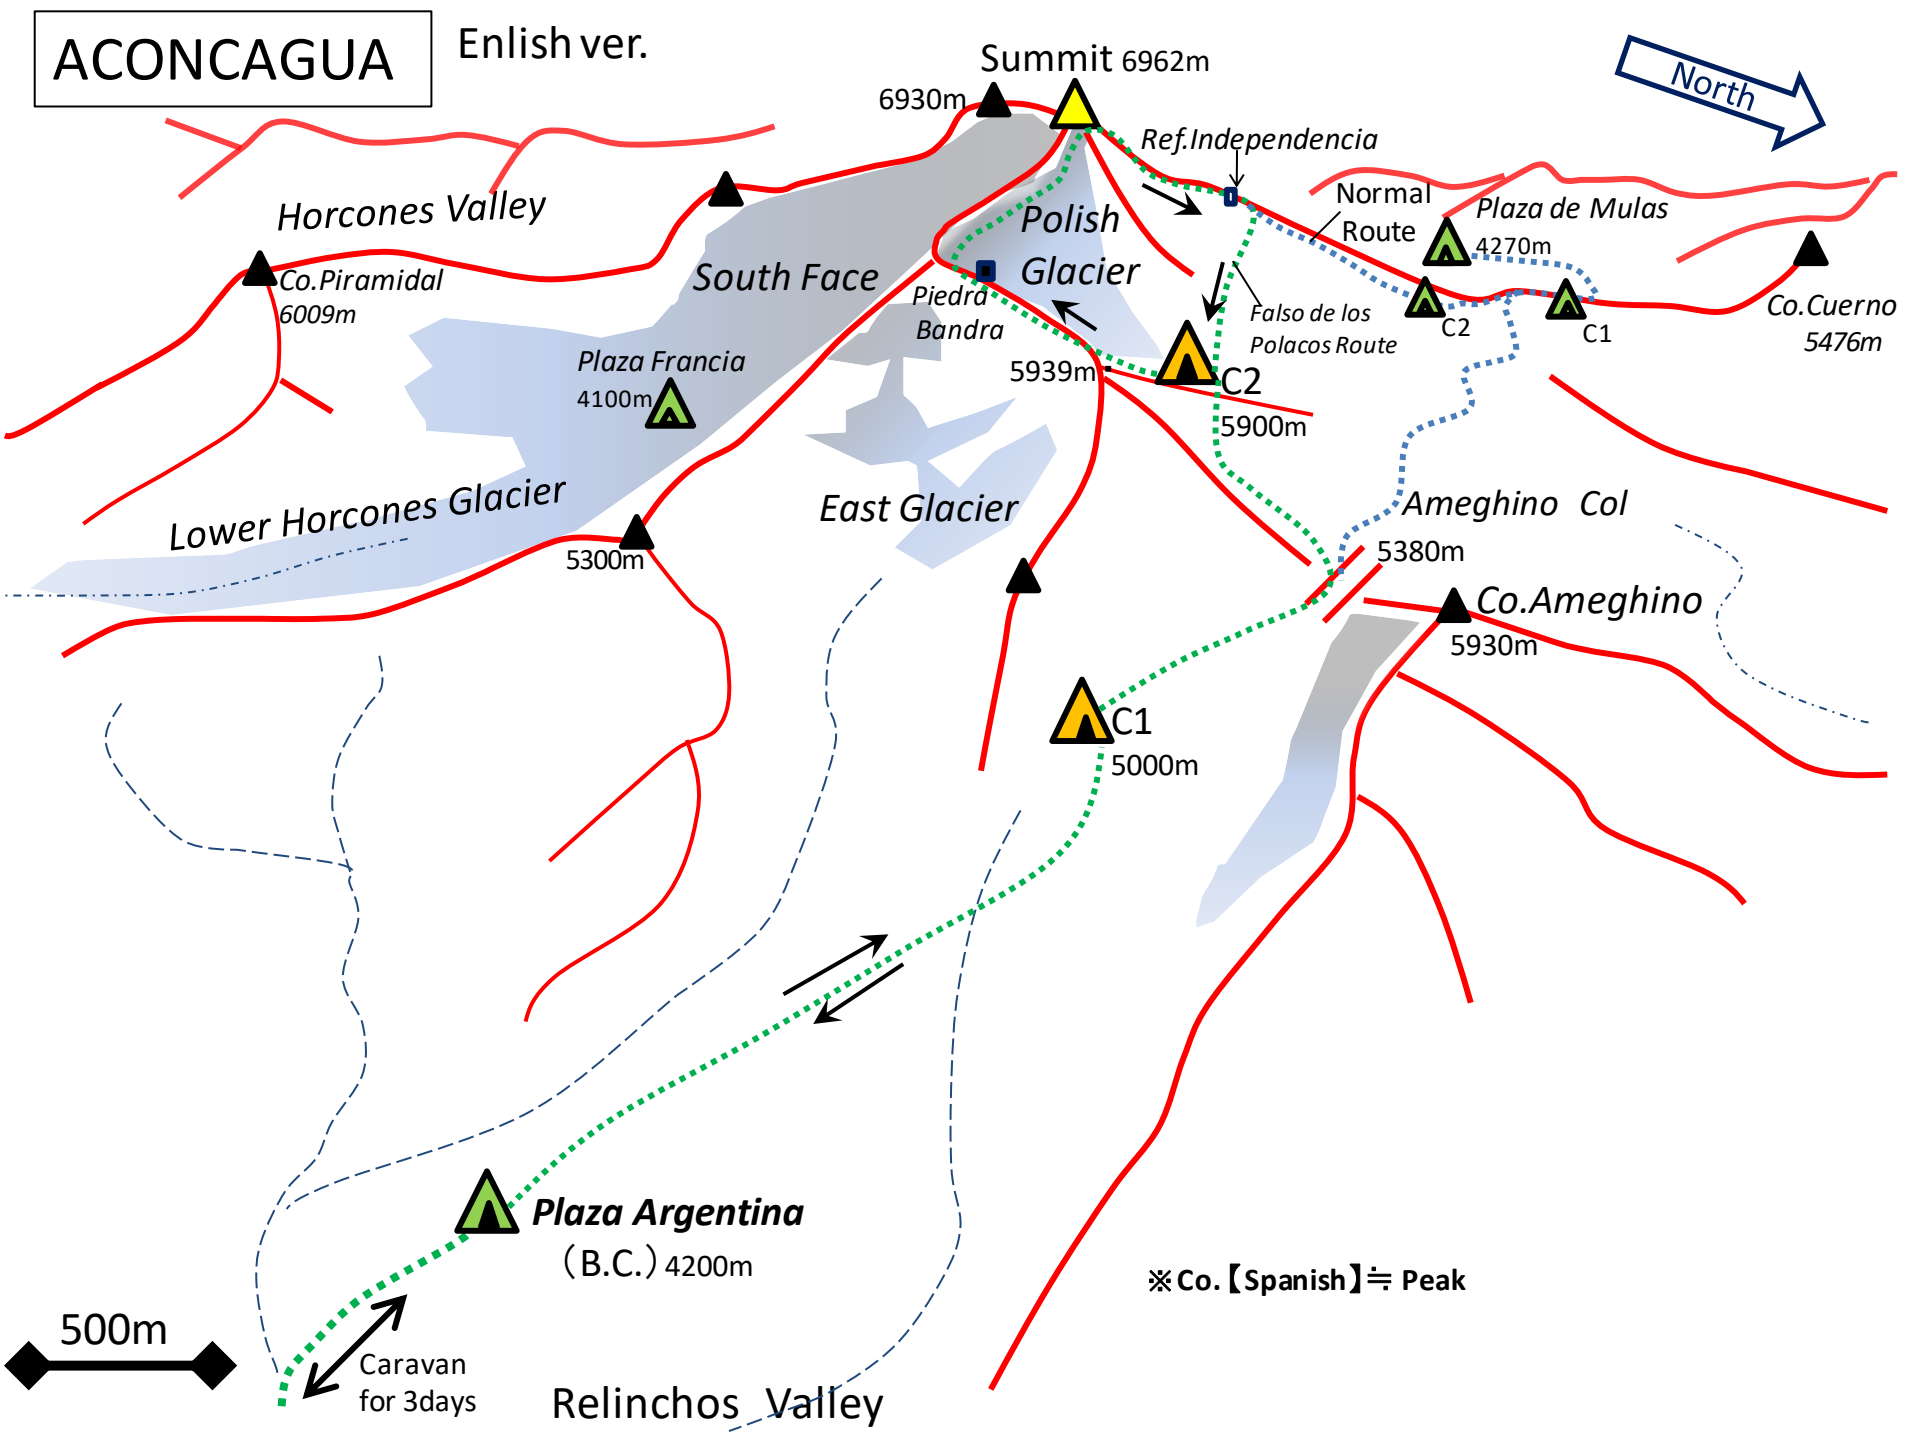 ACONCAGUA
Enlish ver.
Summit 6962m
6930m
North
Ref.Independencia
Normal
Route
Plaza de Mulas
4270m
Horcones Valley
Polish
Glacier
Co.Piramidal
6009m
South Face
Piedra
Bandra
Falso de los
Polacos Route
C2
C1
Co.Cuerno
5476m
Plaza Francia
4100m
5939m
C2
5900m
Lower Horcones Glacier
East Glacier
Ameghino Col
5380m
5300m
Co.Ameghino
5930m
C1
5000m
Plaza Argentina
（B.C.）4200m
※Co.【Spanish】≒ Peak
500m
Caravan
for 3days
Relinchos Valley